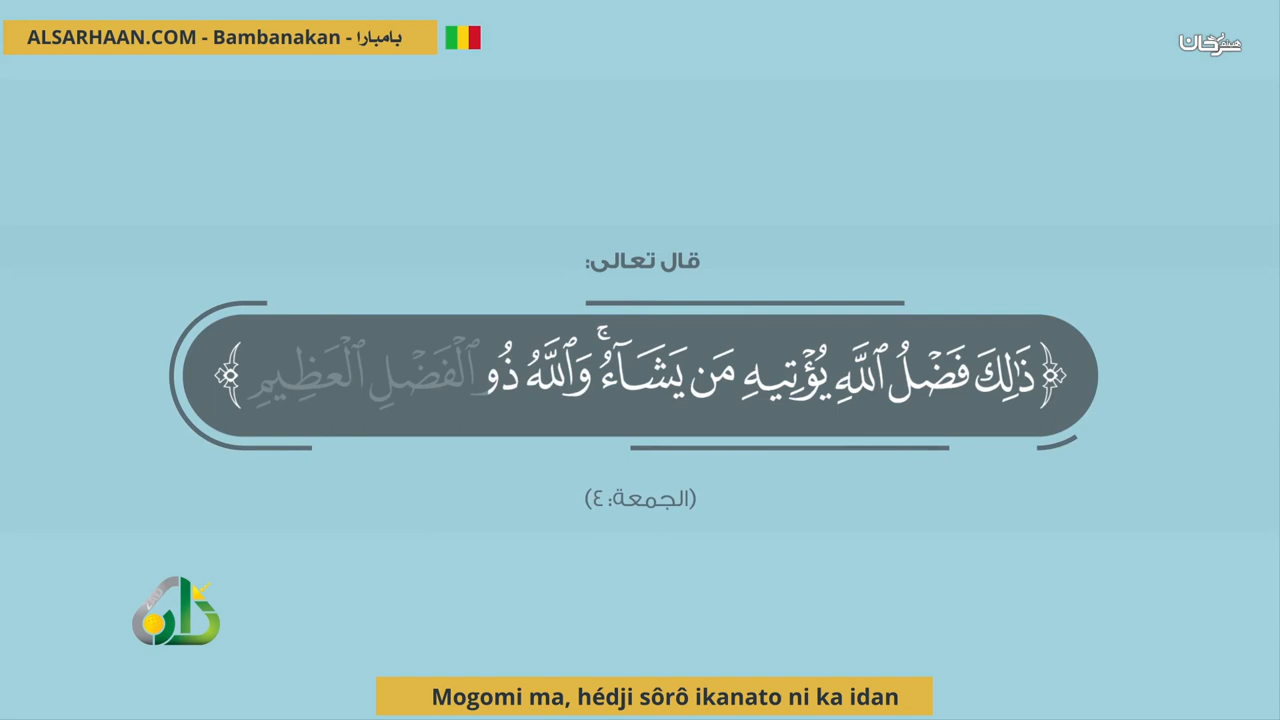 ALSARHAAN.COM - Bambanakan - بامبارا
قال تعالى:
﴿ذَٰلِكَ فَضْلُ ٱللَّهِ يُؤْتِيهِ مَن يَشَآءُ ۚ وَٱللَّهُ ذُو ٱلْفَضْلِ ٱلْعَظِيمِ﴾
(الجمعة: ٤)
Mogomi ma, hédji sôrô ikanato ni ka idan